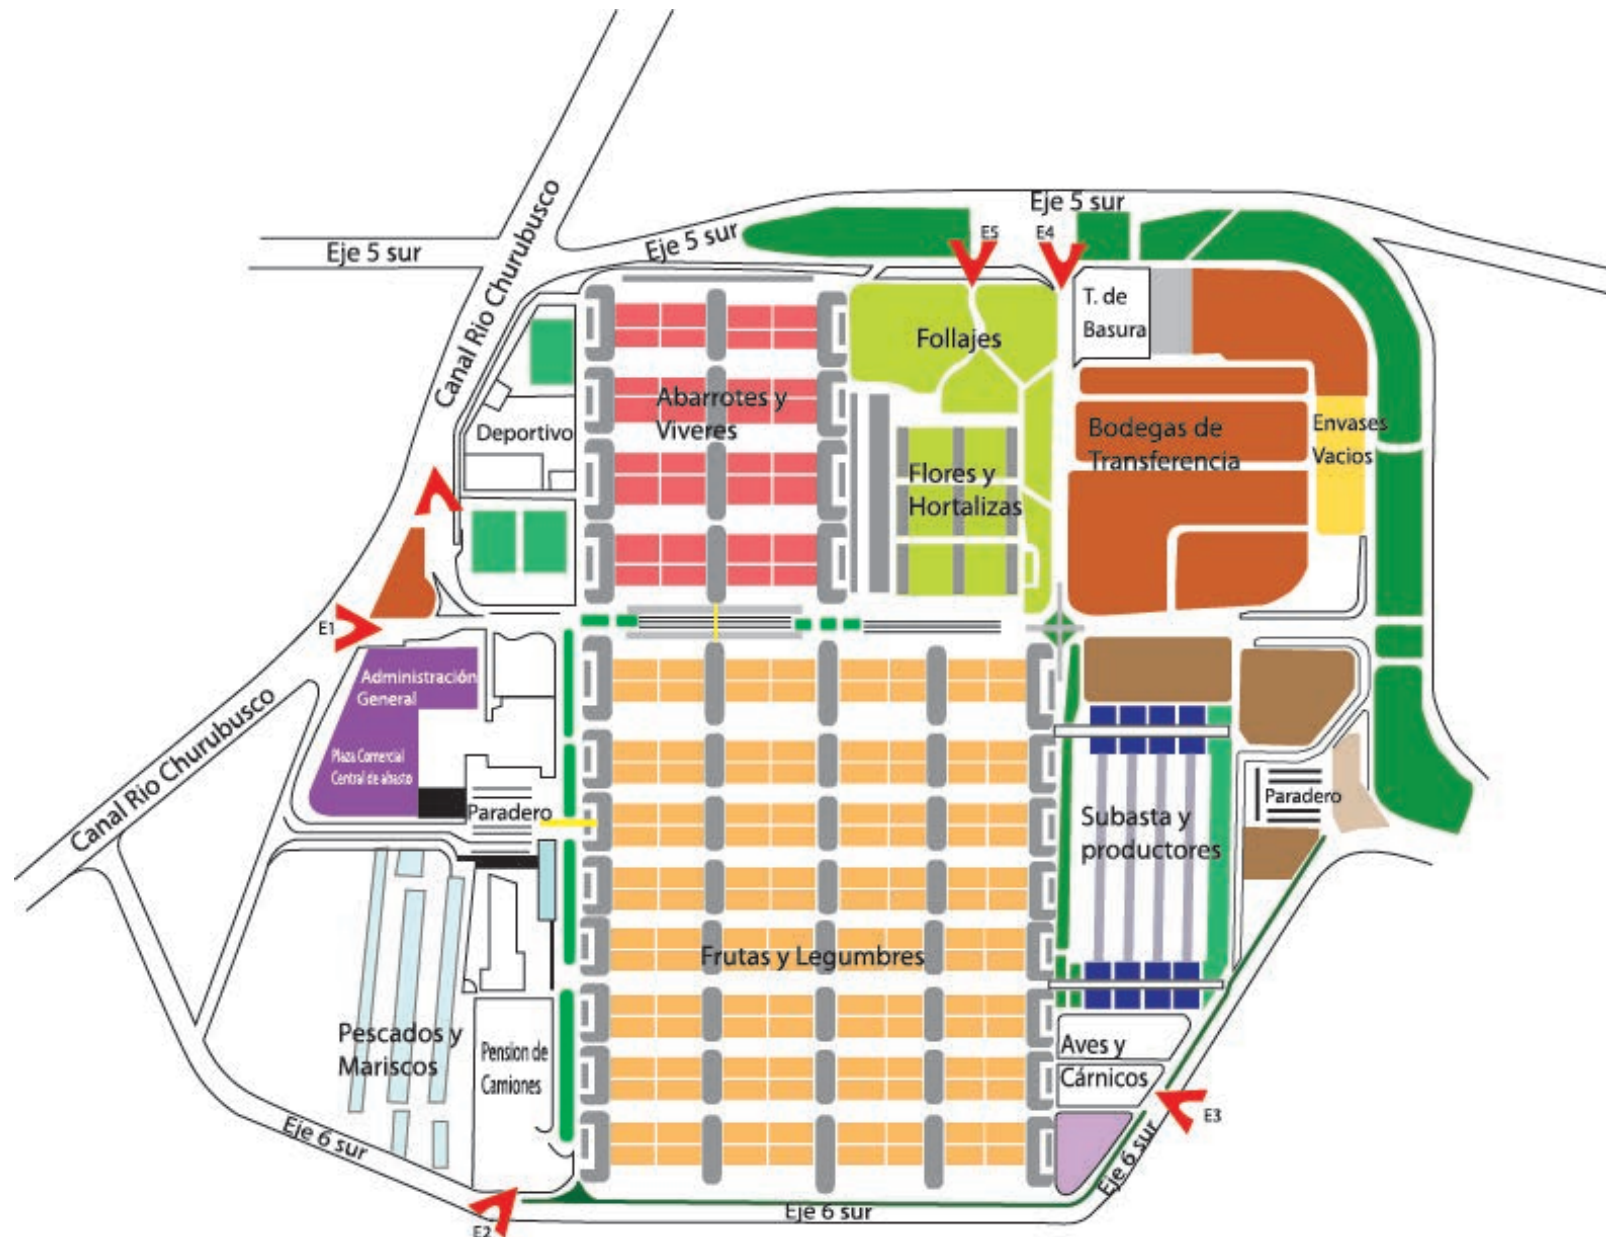 Eje 5 sur
Eje 5 sur
Eje 5 sur
Canal Rio Churubusco
E5
E4
T. de
Basura
Follajes
Abarrotes y
Viveres
Deportivo
Bodegas de
Transferencia
Envases
Vacios
Flores y
Hortalizas
E1
Administración
General
Plaza Comercial
Central de abasto
Canal Rio Churubusco
Paradero
Paradero
Subasta y
productores
Frutas y Legumbres
Pescados y
Mariscos
Pension de
Camiones
Aves y
Cárnicos
E3
Eje 6 sur
Eje 6 sur
Eje 6 sur
E2